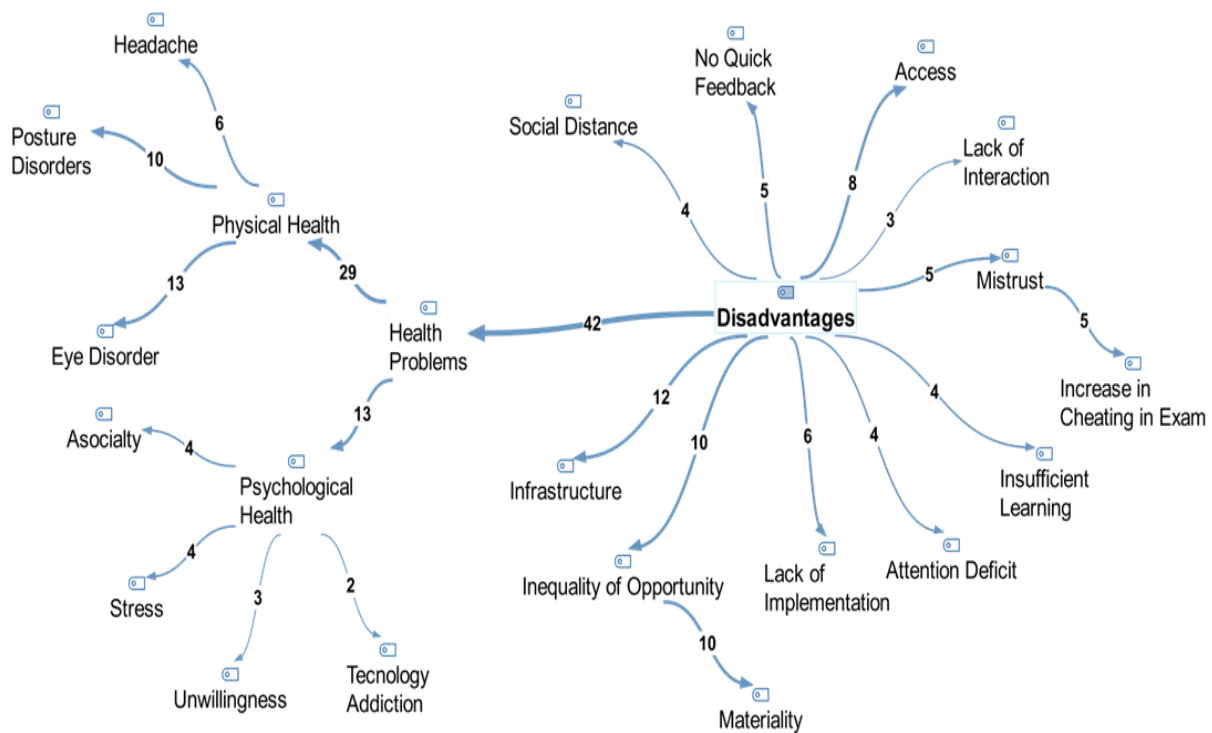 Headache
No Quick
Feedback
Access
Social Distance
Posture
Disorders
Lack of
Interaction
6
10
5
8
4
3
Physical Health
29
13
5
Mistrust
Disadvantages
42
Health
Problems
5
Eye Disorder
Increase in
Cheating in Exam
13
12
4
Asocialty
4
10
6
4
Psychological
Health
Infrastructure
Insufficient
Learning
4
Stress
3
2
Inequality of Opportunity
Lack of
Implementation
Attention Deficit
10
Unwillingness
Tecnology
Addiction
Materiality